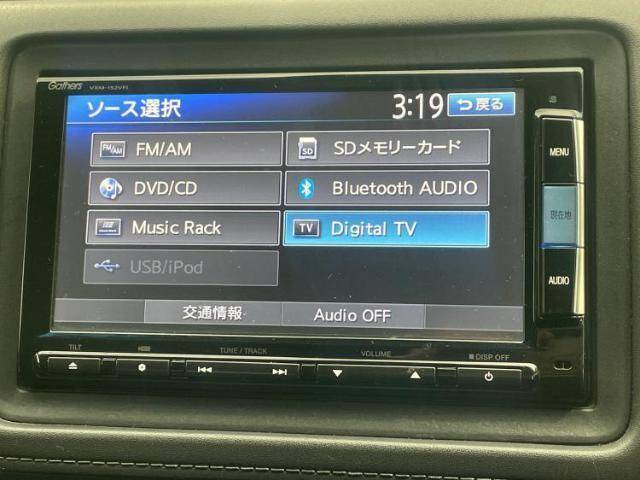 Gathers VXM-152VFi
ソース選択 3:19 戻る
FM/AM FM/AM SD SDメモリーカード
DVD/CD Bluetooth AUDIO
Music Rack TV Digital TV
USB/iPod
交通情報 Audio OFF
MENU
現在地
AUDIO
TILT TUNE / TRACK VOLUME DISP OFF